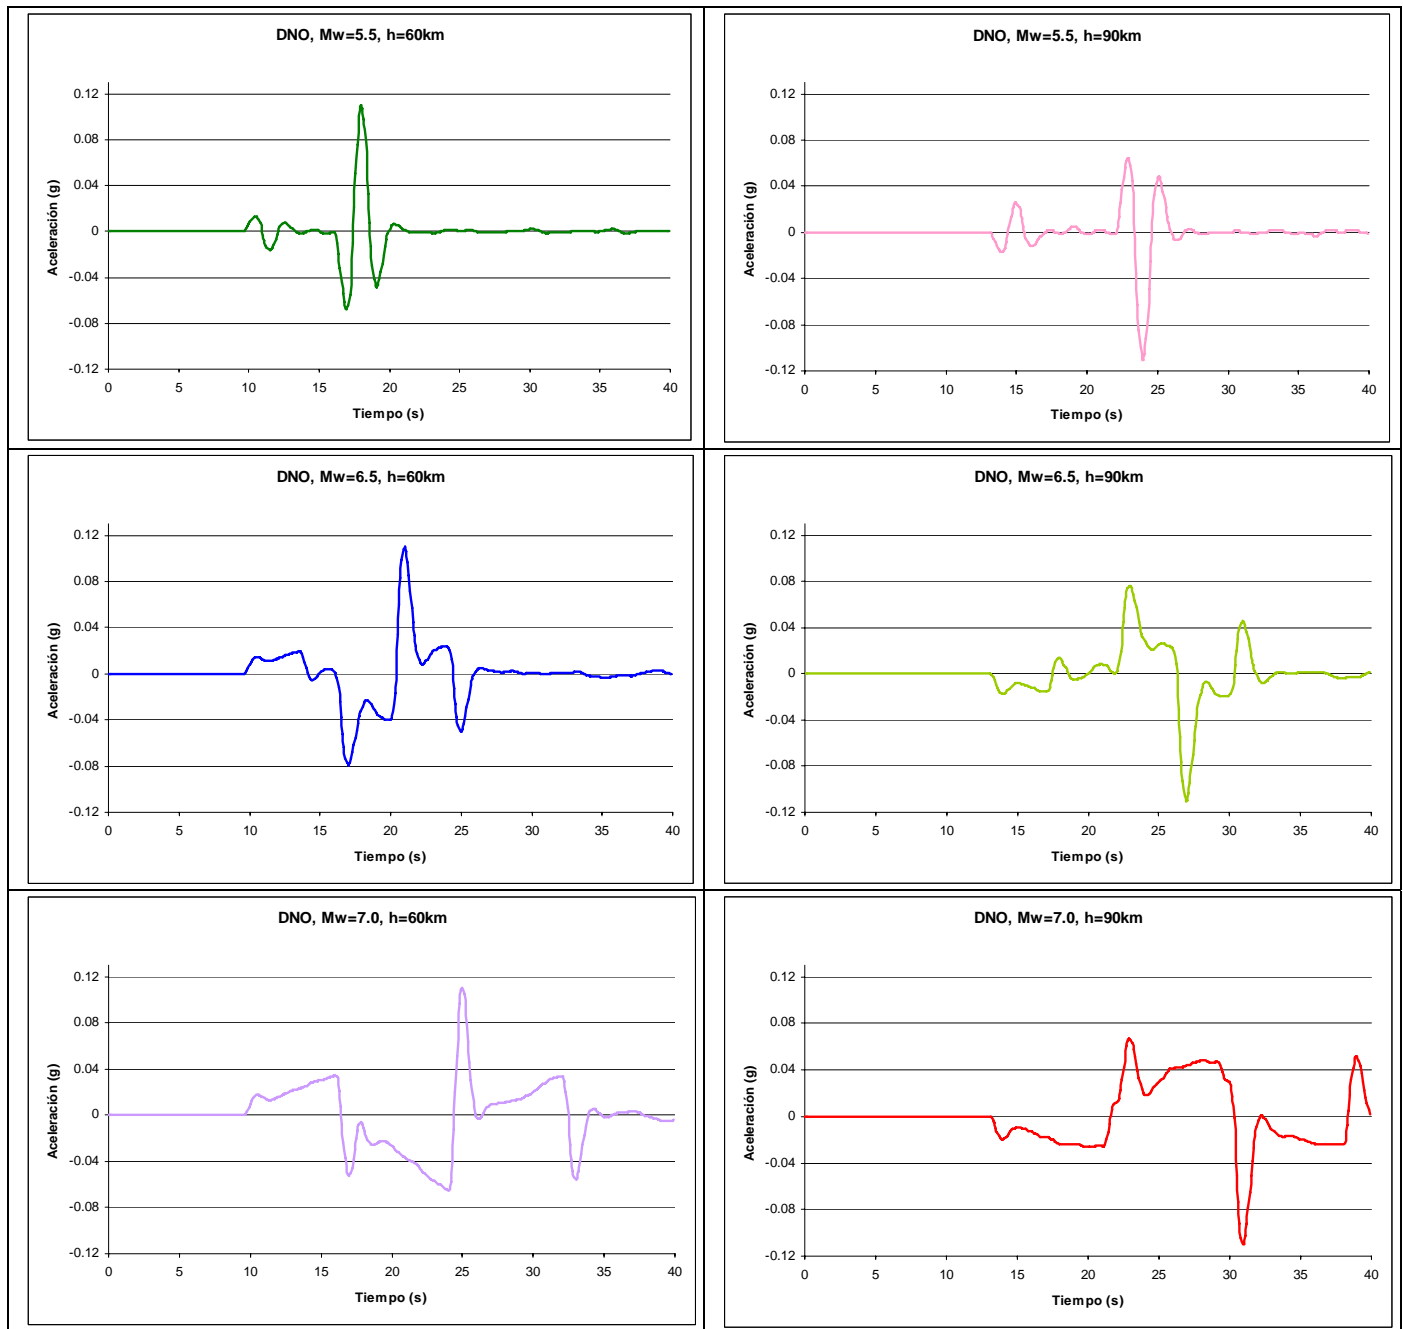 DNO, Mw=5.5, h=60km
0.12
0.08
0.04
0
-0.04
-0.08
-0.12
Aceleración (g)
0 5 10 15 20 25 30 35 40
Tiempo (s)
DNO, Mw=5.5, h=90km
0.12
0.08
0.04
0
-0.04
-0.08
-0.12
Aceleración (g)
0 5 10 15 20 25 30 35 40
Tiempo (s)
DNO, Mw=6.5, h=60km
0.12
0.08
0.04
0
-0.04
-0.08
-0.12
Aceleración (g)
0 5 10 15 20 25 30 35 40
Tiempo (s)
DNO, Mw=6.5, h=90km
0.12
0.08
0.04
0
-0.04
-0.08
-0.12
Aceleración (g)
0 5 10 15 20 25 30 35 40
Tiempo (s)
DNO, Mw=7.0, h=60km
0.12
0.08
0.04
0
-0.04
-0.08
-0.12
Aceleración (g)
0 5 10 15 20 25 30 35 40
Tiempo (s)
DNO, Mw=7.0, h=90km
0.12
0.08
0.04
0
-0.04
-0.08
-0.12
Aceleración (g)
0 5 10 15 20 25 30 35 40
Tiempo (s)